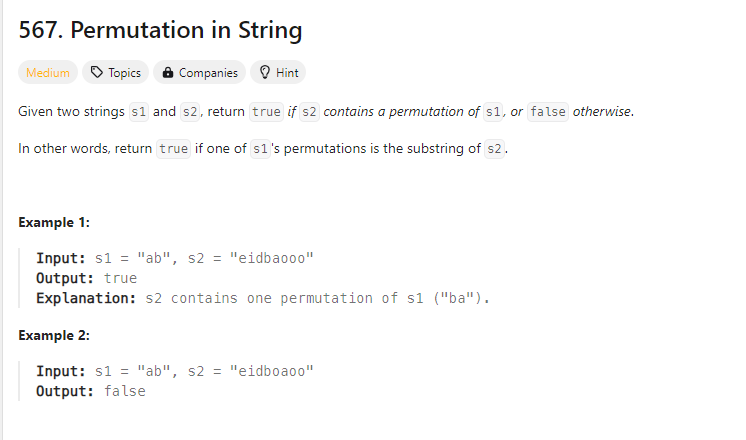 567. Permutation in String
Medium Topics Companies Hint
Given two strings s1 and s2, return true if s2 contains a permutation of s1, or false otherwise.
In other words, return true if one of s1's permutations is the substring of s2.
Example 1:
Input: s1 = "ab", s2 = "eidbaooo"
Output: true
Explanation: s2 contains one permutation of s1 ("ba").
Example 2:
Input: s1 = "ab", s2 = "eidboaoo"
Output: false